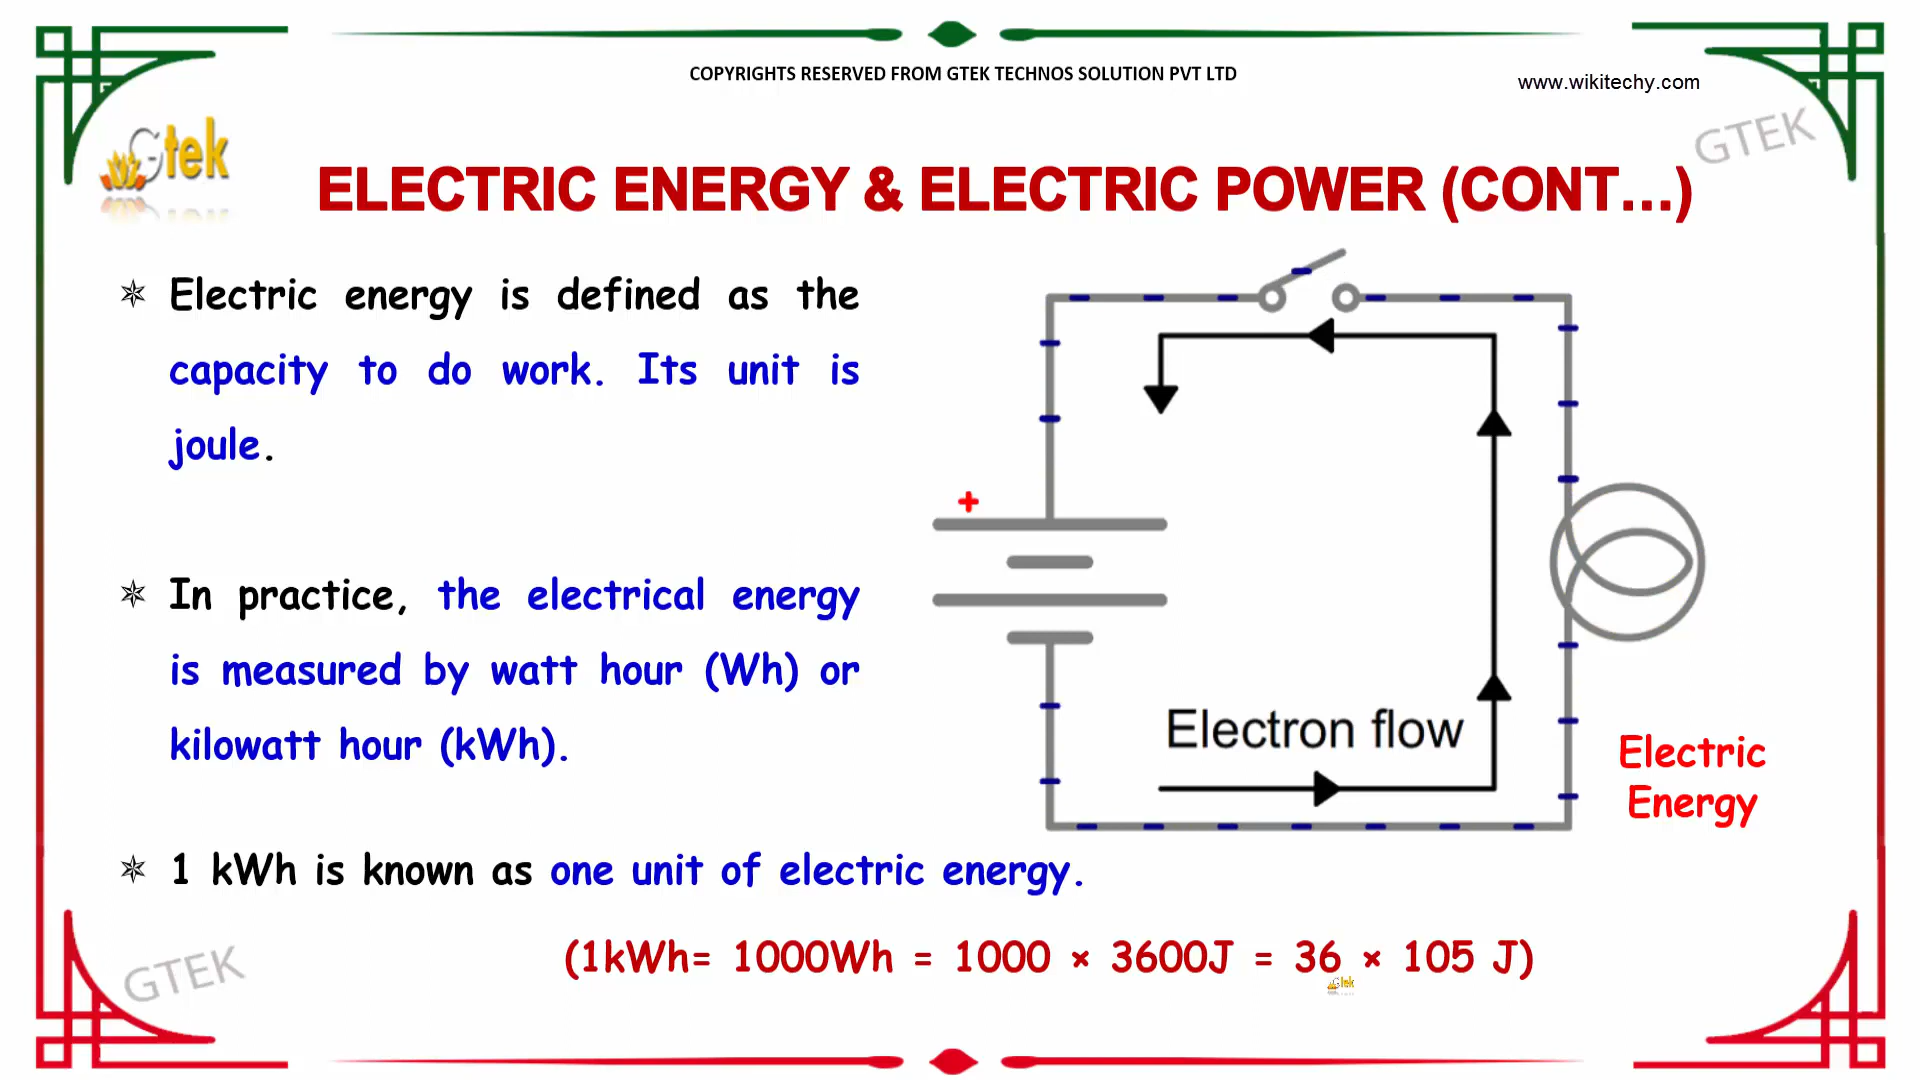 COPYRIGHTS RESERVED FROM GTEK TECHNOS SOLUTION PVT LTD
www.wikitechy.com
GTEK
Gtek
ELECTRIC ENERGY & ELECTRIC POWER (CONT...)
Electric energy is defined as the
capacity to do work. Its unit is
joule.
In practice, the electrical energy
is measured by watt hour (Wh) or
kilowatt hour (kWh).
+
Electron flow
Electric
Energy
1 kWh is known as one unit of electric energy.
(1kWh= 1000Wh = 1000 × 3600J = 36 × 105 J)
Gtek
GTEK